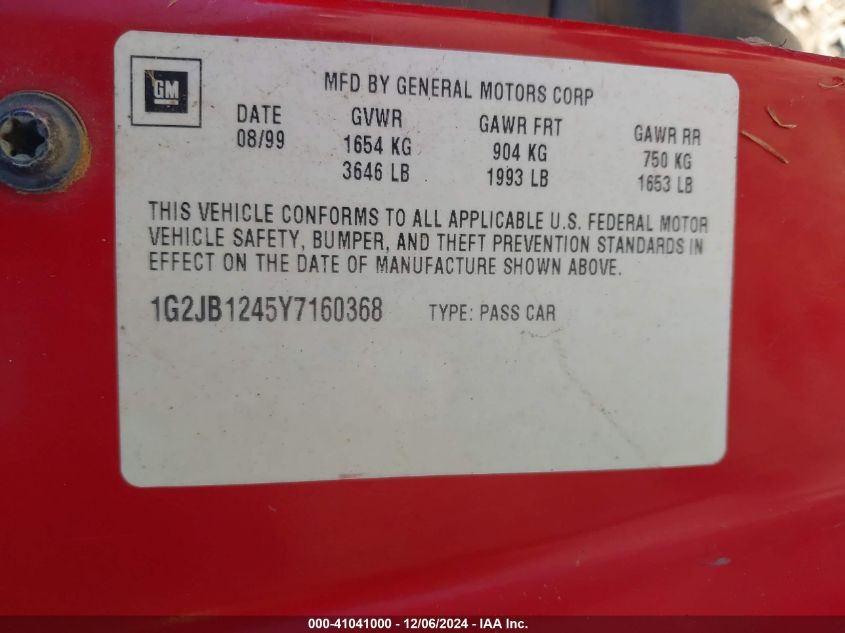 GM
MFD BY GENERAL MOTORS CORP
DATE GVWR GAWR FRT GAWR RR
08/99 1654 KG 904 KG 750 KG
3646 LB 1993 LB 1653 LB
THIS VEHICLE CONFORMS TO ALL APPLICABLE U.S. FEDERAL MOTOR
VEHICLE SAFETY, BUMPER, AND THEFT PREVENTION STANDARDS IN
EFFECT ON THE DATE OF MANUFACTURE SHOWN ABOVE.
1G2JB1245Y7160368 TYPE: PASS CAR
000-41041000 - 12/06/2024 - IAA Inc.